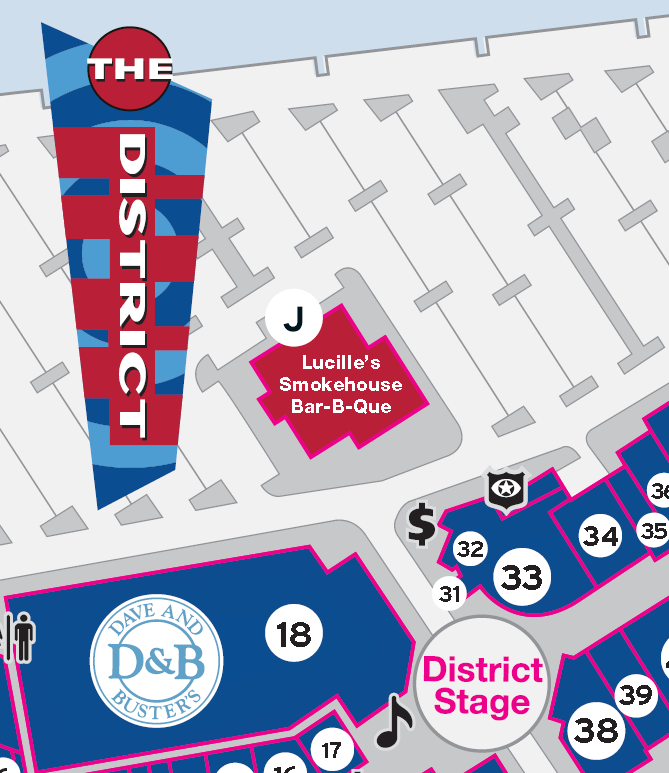 THE
DISTRICT
J
Lucille's
Smokehouse
Bar-B-Que
$
36
35
34
32
33
31
DAVE AND
D&B
BUSTER'S
18
District
Stage
39
38
17
16